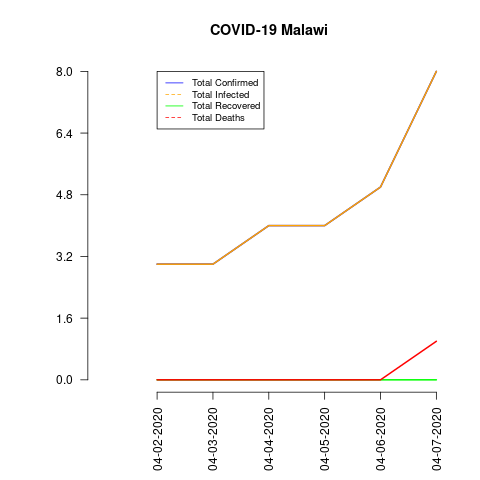 COVID-19 Malawi
8.0
6.4
4.8
3.2
1.6
0.0
Total Confirmed
Total Infected
Total Recovered
Total Deaths
04-02-2020
04-03-2020
04-04-2020
04-05-2020
04-06-2020
04-07-2020